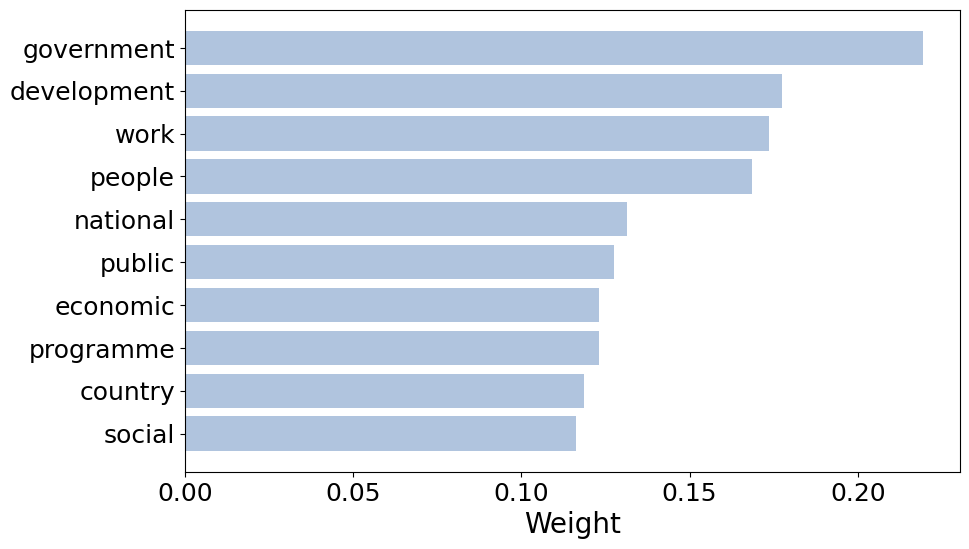 government
development
work
people
national
public
economic
programme
country
social
0.00 0.05 0.10 0.15 0.20
Weight